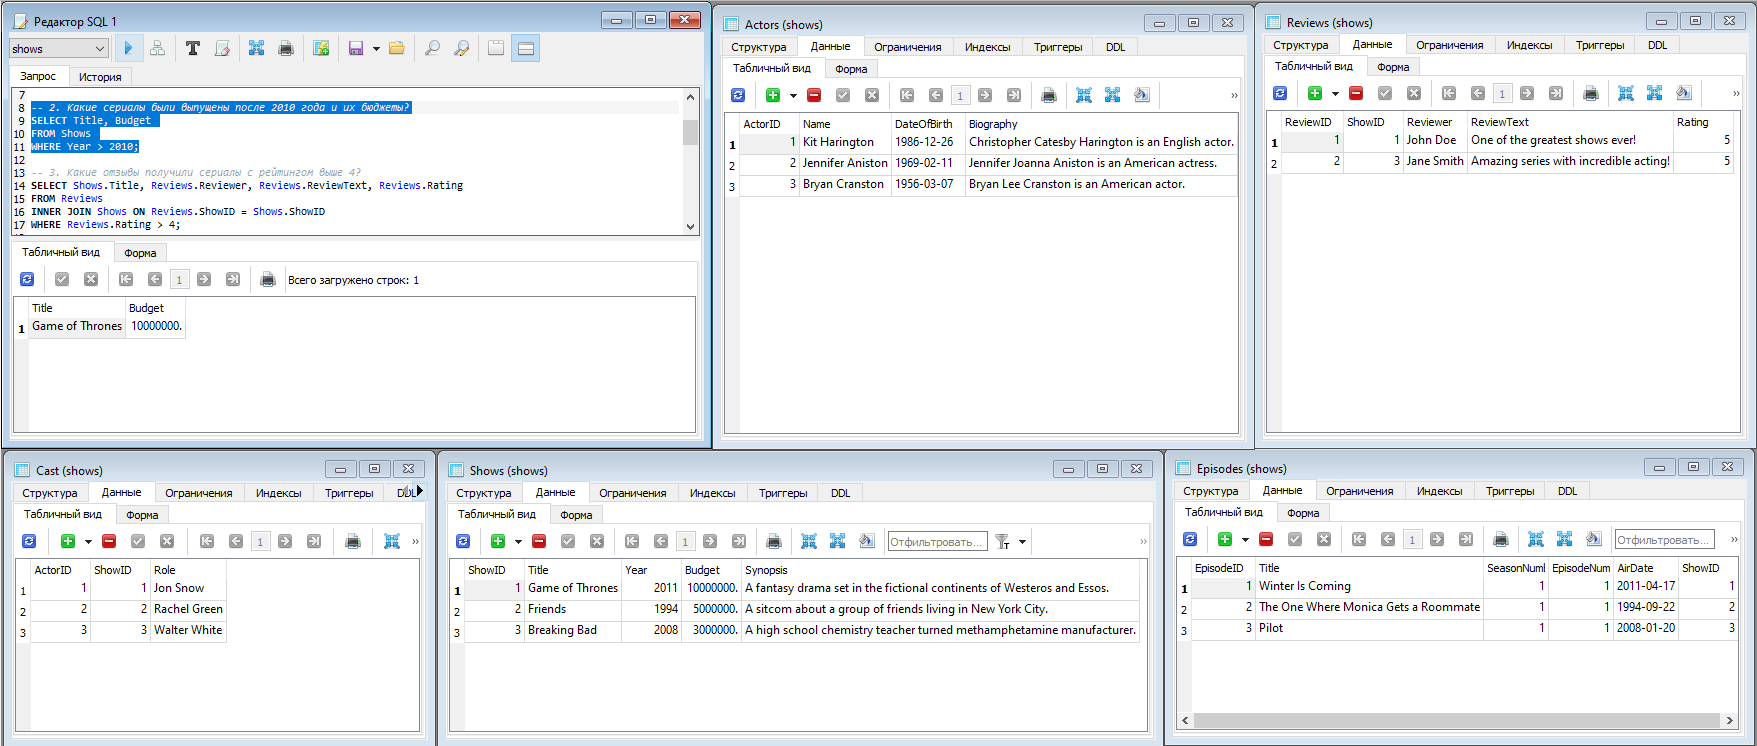 Редактор SQL 1
shows
Запрос История
7
8 -- 2. Какие сериалы были выпущены после 2010 года и их бюджеты?
9 SELECT Title, Budget
10 FROM Shows
11 WHERE Year > 2010;
12
13 -- 3. Какие отзывы получили сериалы с рейтингом выше 4?
14 SELECT Shows.Title, Reviews.Reviewer, Reviews.ReviewText, Reviews.Rating
15 FROM Reviews
16 INNER JOIN Shows ON Reviews.ShowID = Shows.ShowID
17 WHERE Reviews.Rating > 4;
Табличный вид Форма
1 Всего загружено строк: 1
Title Budget
1 Game of Thrones 10000000.
Actors (shows)
Структура Данные Ограничения Индексы Триггеры DDL
Табличный вид Форма
1 »
ActorID Name DateOfBirth Biography
1 1 Kit Harington 1986-12-26 Christopher Catesby Harington is an English actor.
2 2 Jennifer Aniston 1969-02-11 Jennifer Joanna Aniston is an American actress.
3 3 Bryan Cranston 1956-03-07 Bryan Lee Cranston is an American actor.
Reviews (shows)
Структура Данные Ограничения Индексы Триггеры DDL
Табличный вид Форма
1 »
ReviewID ShowID Reviewer ReviewText Rating
1 1 1 John Doe One of the greatest shows ever! 5
2 2 3 Jane Smith Amazing series with incredible acting! 5
Cast (shows)
Структура Данные Ограничения Индексы Триггеры
Табличный вид Форма
1 »
ActorID ShowID Role
1 1 1 Jon Snow
2 2 2 Rachel Green
3 3 3 Walter White
Shows (shows)
Структура Данные Ограничения Индексы Триггеры DDL
Табличный вид Форма
1 Отфильтровать... »
ShowID Title Year Budget Synopsis
1 1 Game of Thrones 2011 10000000. A fantasy drama set in the fictional continents of Westeros and Essos.
2 2 Friends 1994 5000000. A sitcom about a group of friends living in New York City.
3 3 Breaking Bad 2008 3000000. A high school chemistry teacher turned methamphetamine manufacturer.
Episodes (shows)
Структура Данные Ограничения Индексы Триггеры DDL
Табличный вид Форма
1 Отфильтровать... »
EpisodeID Title SeasonNuml EpisodeNum AirDate ShowID
1 1 Winter Is Coming 1 1 2011-04-17 1
2 2 The One Where Monica Gets a Roommate 1 1 1994-09-22 2
3 3 Pilot 1 1 2008-01-20 3